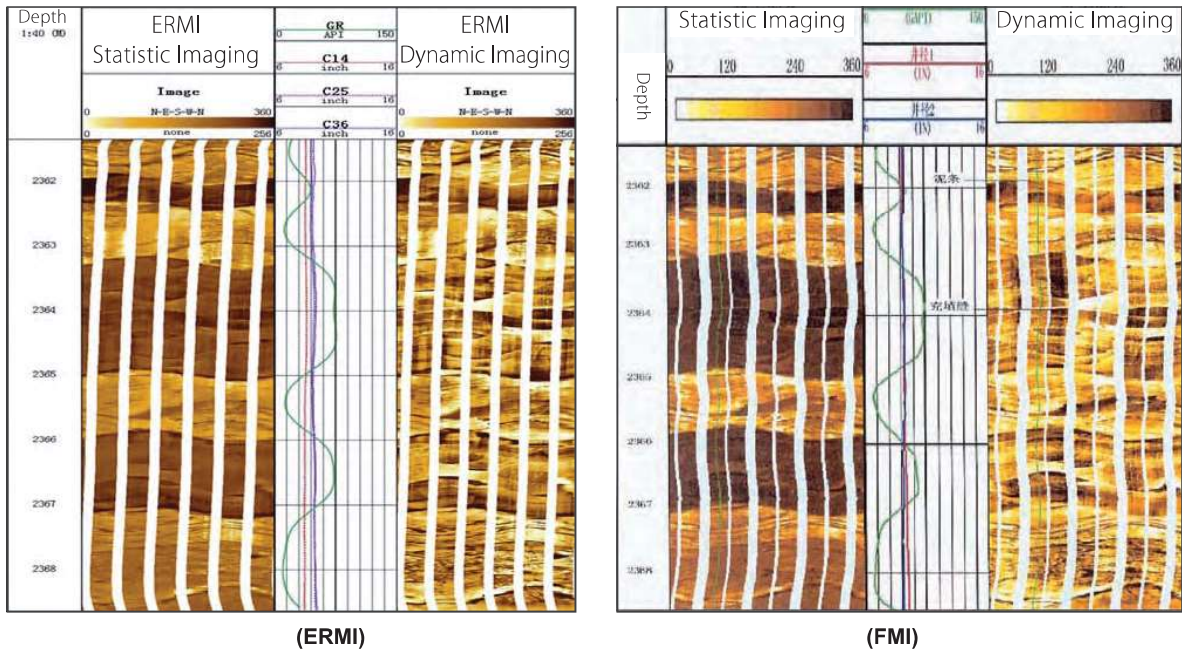 Depth
1:40 (M)
ERMI
Statistic Imaging
Image
0 N-E-S-W-N 360
0 none 256
GR
0 API 150
C14
6 inch 16
C25
6 16
C36
6 inch 16
ERMI
Dynamic Imaging
Image
0 N-E-S-W-N 360
0 none 256
2362
2363
2364
2365
2366
2367
2368
(ERMI)
Depth
Statistic Imaging
0 120 240 360
(GAPI) 150
井径1
6 (IN) 16
井径2
6 (IN) 16
Dynamic Imaging
0 120 240 360
2362
2363
2364
2365
2366
2367
2368
泥条
充填缝
(FMI)